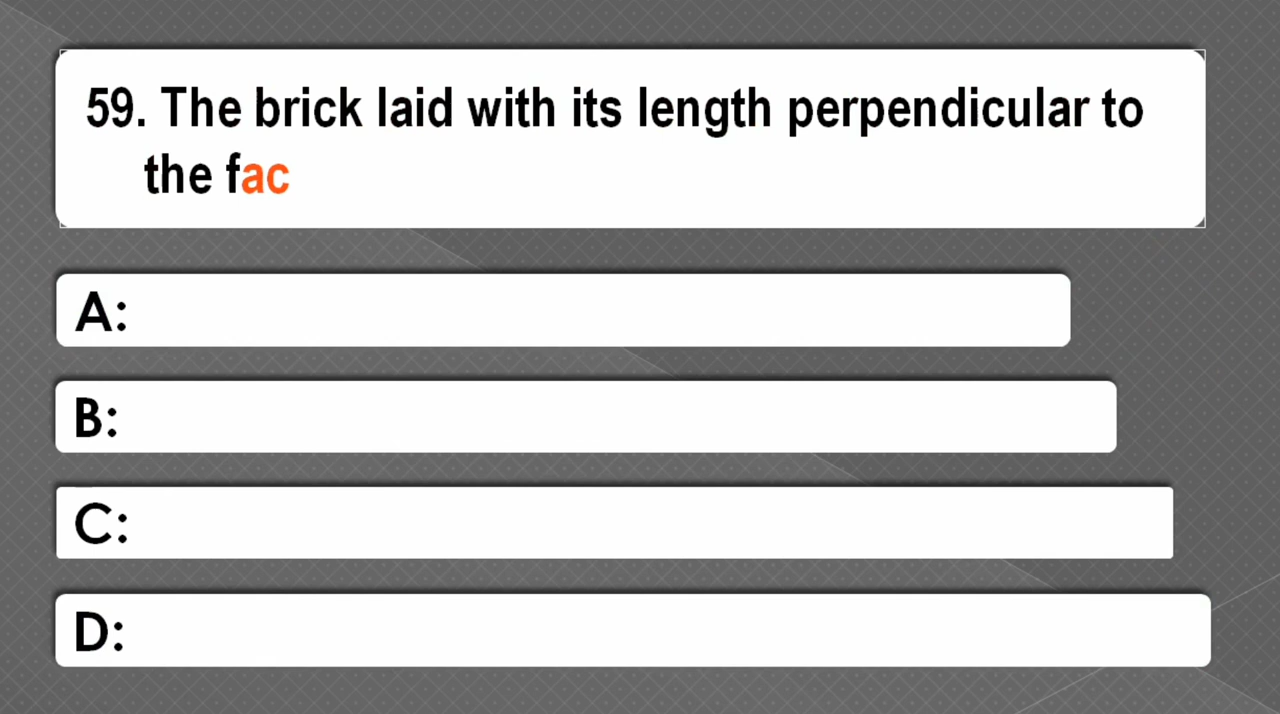 59. The brick laid with its length perpendicular to
the fac
A:
B:
C:
D: